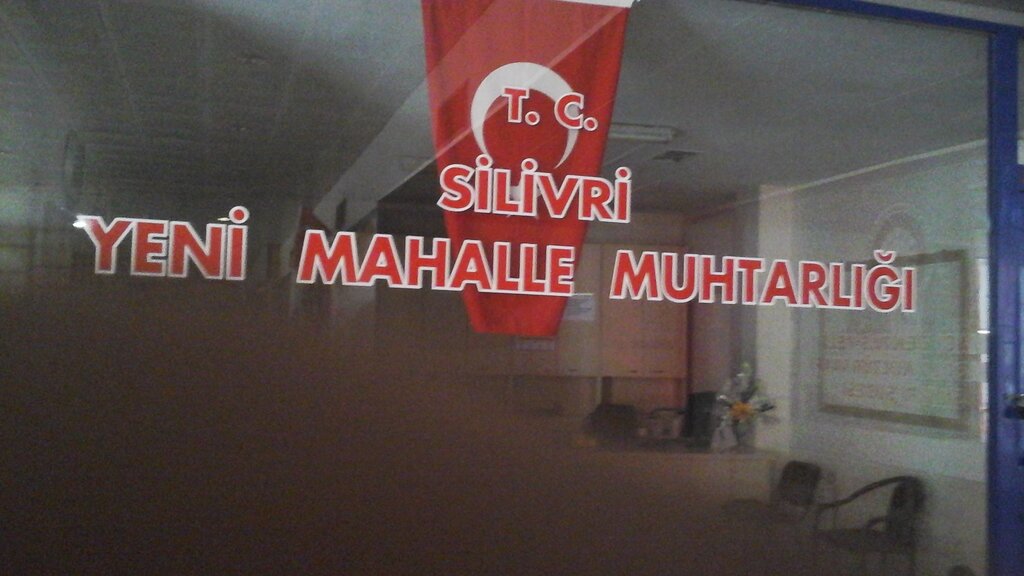 T. C.
SİLİVRİ
YENİ MAHALLE MUHTARLIĞI